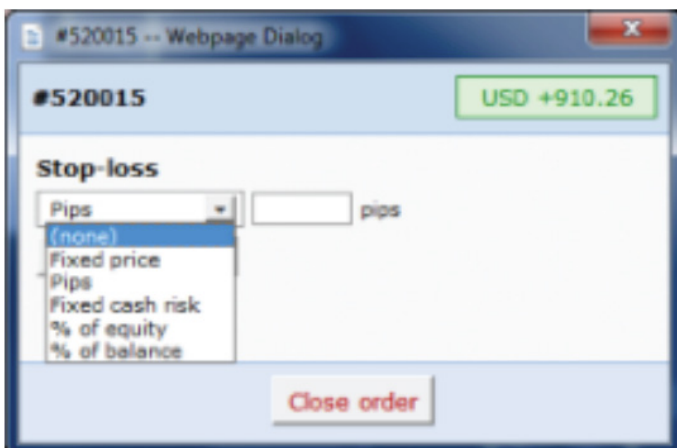 #520015 -- Webpage Dialog
#520015
USD +910.26
Stop-loss
Pips
pips
(none)
Fixed price
Pips
Fixed cash risk
% of equity
% of balance
Close order